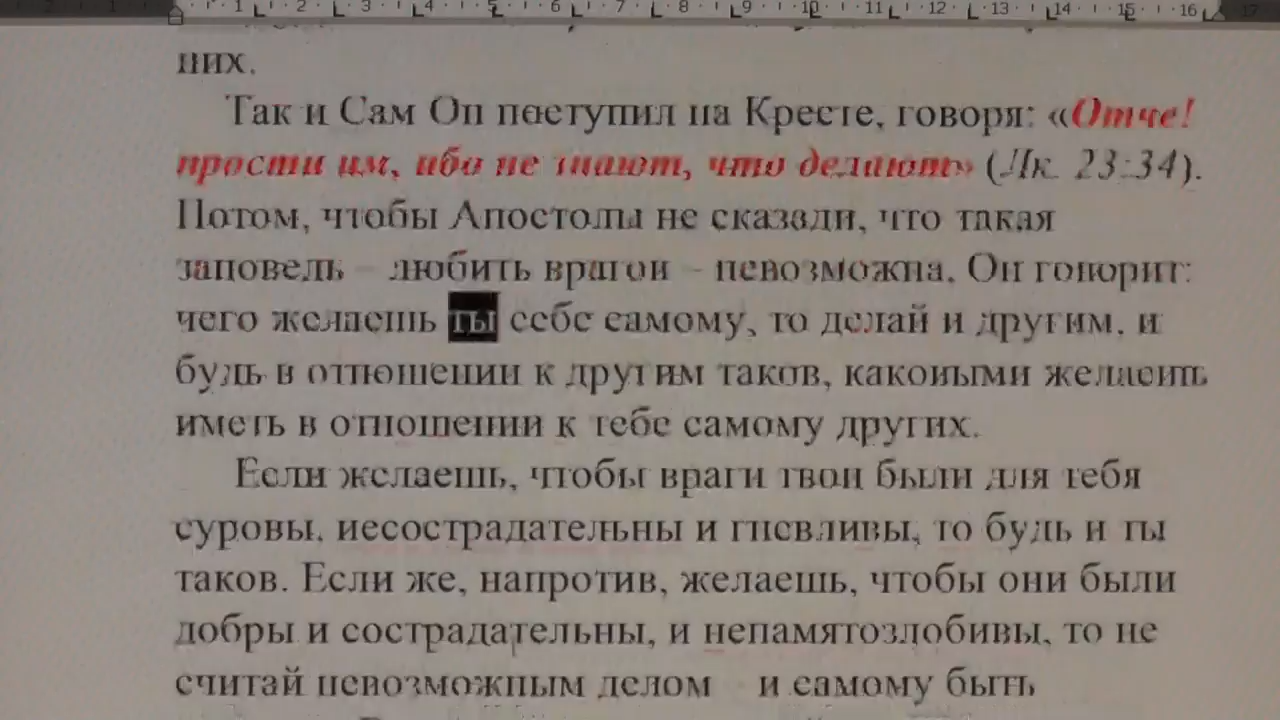 них.
Так и Сам Он поступил на Кресте, говоря: «Отче!
прости им, ибо не знают, что делают» (Лк. 23:34).
Потом, чтобы Апостолы не сказали, что такая
заповедь – любить врагов – невозможна, Он говорит:
чего желаешь ты себе самому, то делай и другим, и
будь в отношении к другим таков, какоими желаешь
иметь в отношении к тебе самому других.
Если желаешь, чтобы враги твои были для тебя
суровы, несострадательны и гневливы, то будь и ты
таков. Если же, напротив, желаешь, чтобы они были
добры и сострадательны, и непамятозлобивы, то не
считай невозможным делом – и самому быть